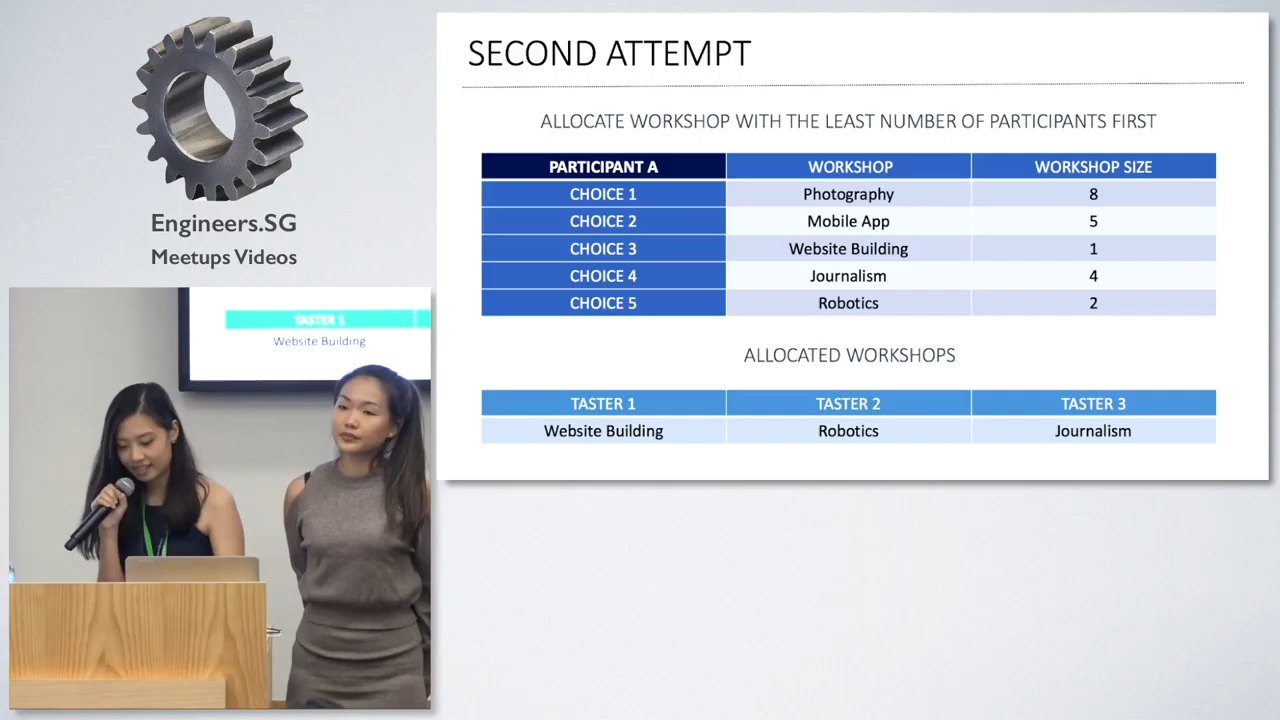 Engineers.SG
Meetups Videos
TASTER 1
Website Building
SECOND ATTEMPT
ALLOCATE WORKSHOP WITH THE LEAST NUMBER OF PARTICIPANTS FIRST
PARTICIPANT A WORKSHOP WORKSHOP SIZE
CHOICE 1 Photography 8
CHOICE 2 Mobile App 5
CHOICE 3 Website Building 1
CHOICE 4 Journalism 4
CHOICE 5 Robotics 2
ALLOCATED WORKSHOPS
TASTER 1 TASTER 2 TASTER 3
Website Building Robotics Journalism